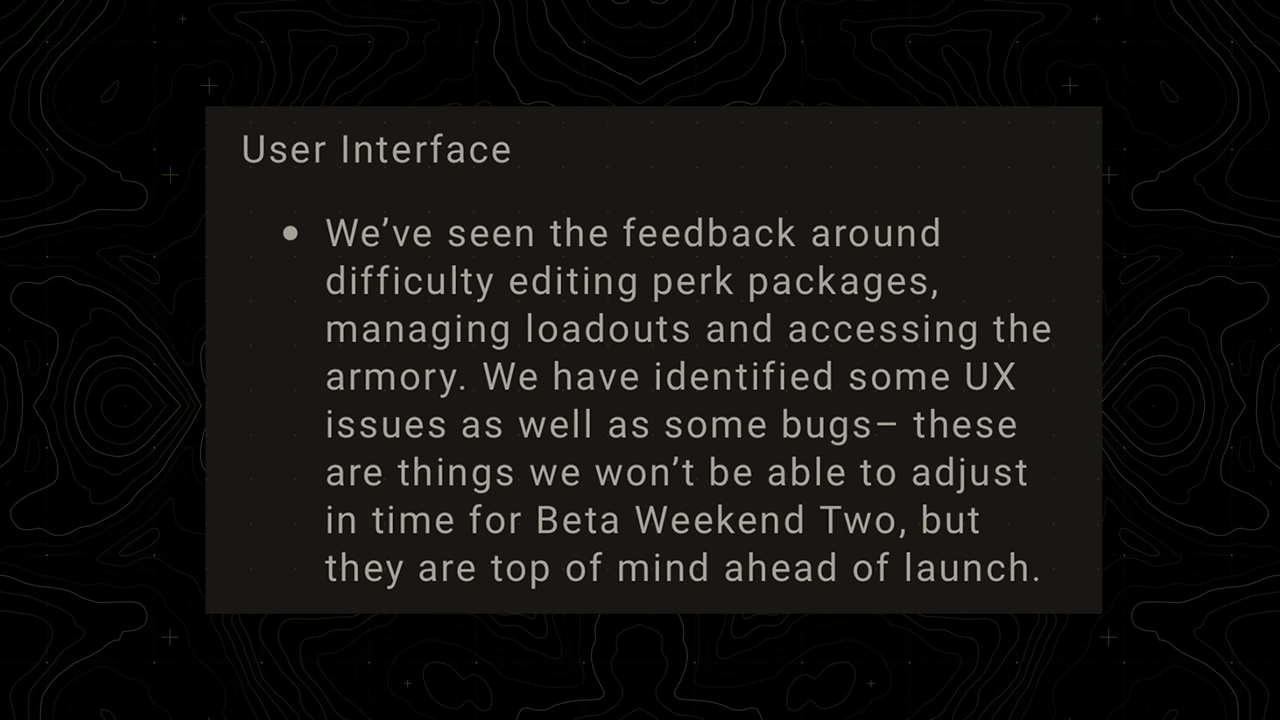 User Interface
• We’ve seen the feedback around
difficulty editing perk packages,
managing loadouts and accessing the
armory. We have identified some UX
issues as well as some bugs– these
are things we won’t be able to adjust
in time for Beta Weekend Two, but
they are top of mind ahead of launch.